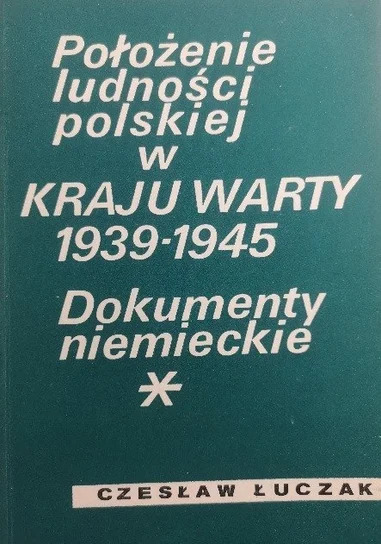 Położenie
ludności
polskiej
w
KRAJU WARTY
1939-1945
Dokumenty
niemieckie
*
CZESŁAW ŁUCZAK